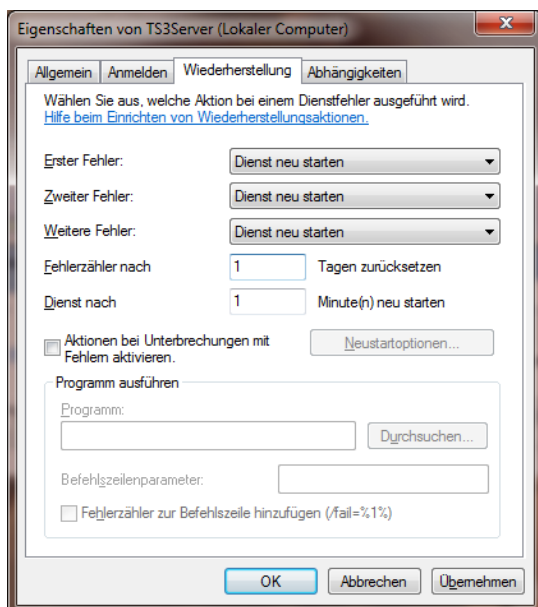 Eigenschaften von TS3Server (Lokaler Computer)
Allgemein Anmelden Wiederherstellung Abhängigkeiten
Wählen Sie aus, welche Aktion bei einem Dienstfehler ausgeführt wird.
Hilfe beim Einrichten von Wiederherstellungsaktionen.
Erster Fehler: Dienst neu starten
Zweiter Fehler: Dienst neu starten
Weitere Fehler: Dienst neu starten
Fehlerzähler nach 1 Tagen zurücksetzen
Dienst nach 1 Minute(n) neu starten
Aktionen bei Unterbrechungen mit Neustartoptionen...
Fehlern aktivieren.
Programm ausführen
Programm:
Durchsuchen...
Befehlszeilenparameter:
Fehlerzähler zur Befehlszeile hinzufügen (/fail=%1%)
OK Abbrechen Übernehmen